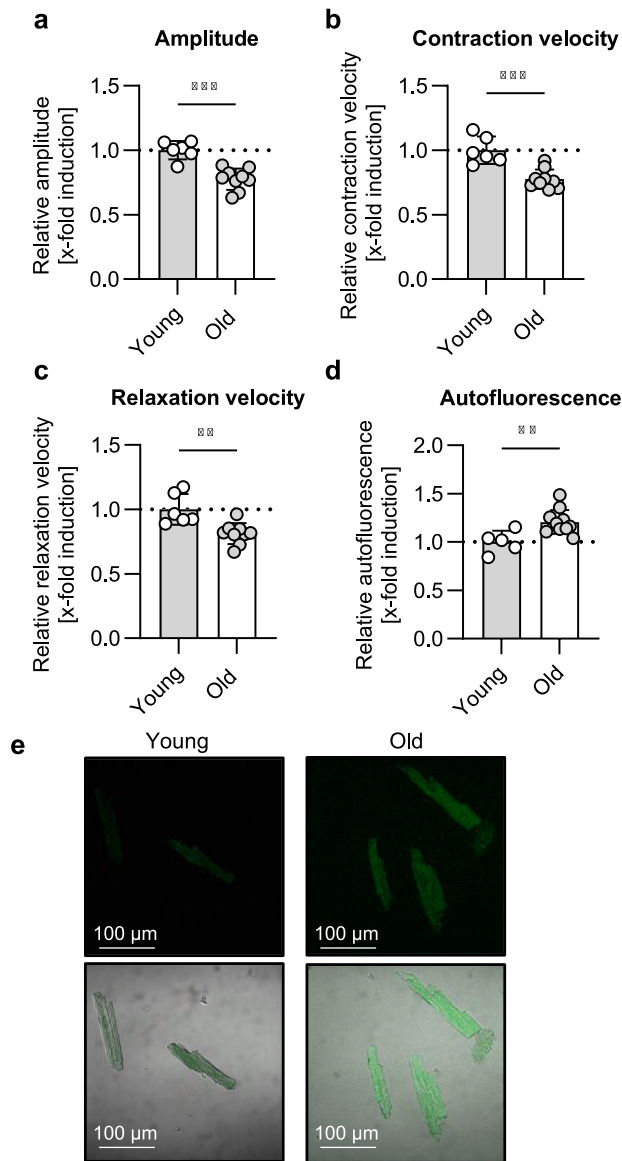 a
Amplitude
Relative amplitude
[x-fold induction]
1.5
1.0
0.5
0.0
Young
Old
b
Contraction velocity
Relative contraction velocity
[x-fold induction]
1.5
1.0
0.5
0.0
Young
Old
c
Relaxation velocity
Relative relaxation velocity
[x-fold induction]
1.5
1.0
0.5
0.0
Young
Old
d
Autofluorescence
Relative autofluorescence
[x-fold induction]
2.0
1.5
1.0
0.5
0.0
Young
Old
e
Young
Old
100 µm
100 µm
100 µm
100 µm